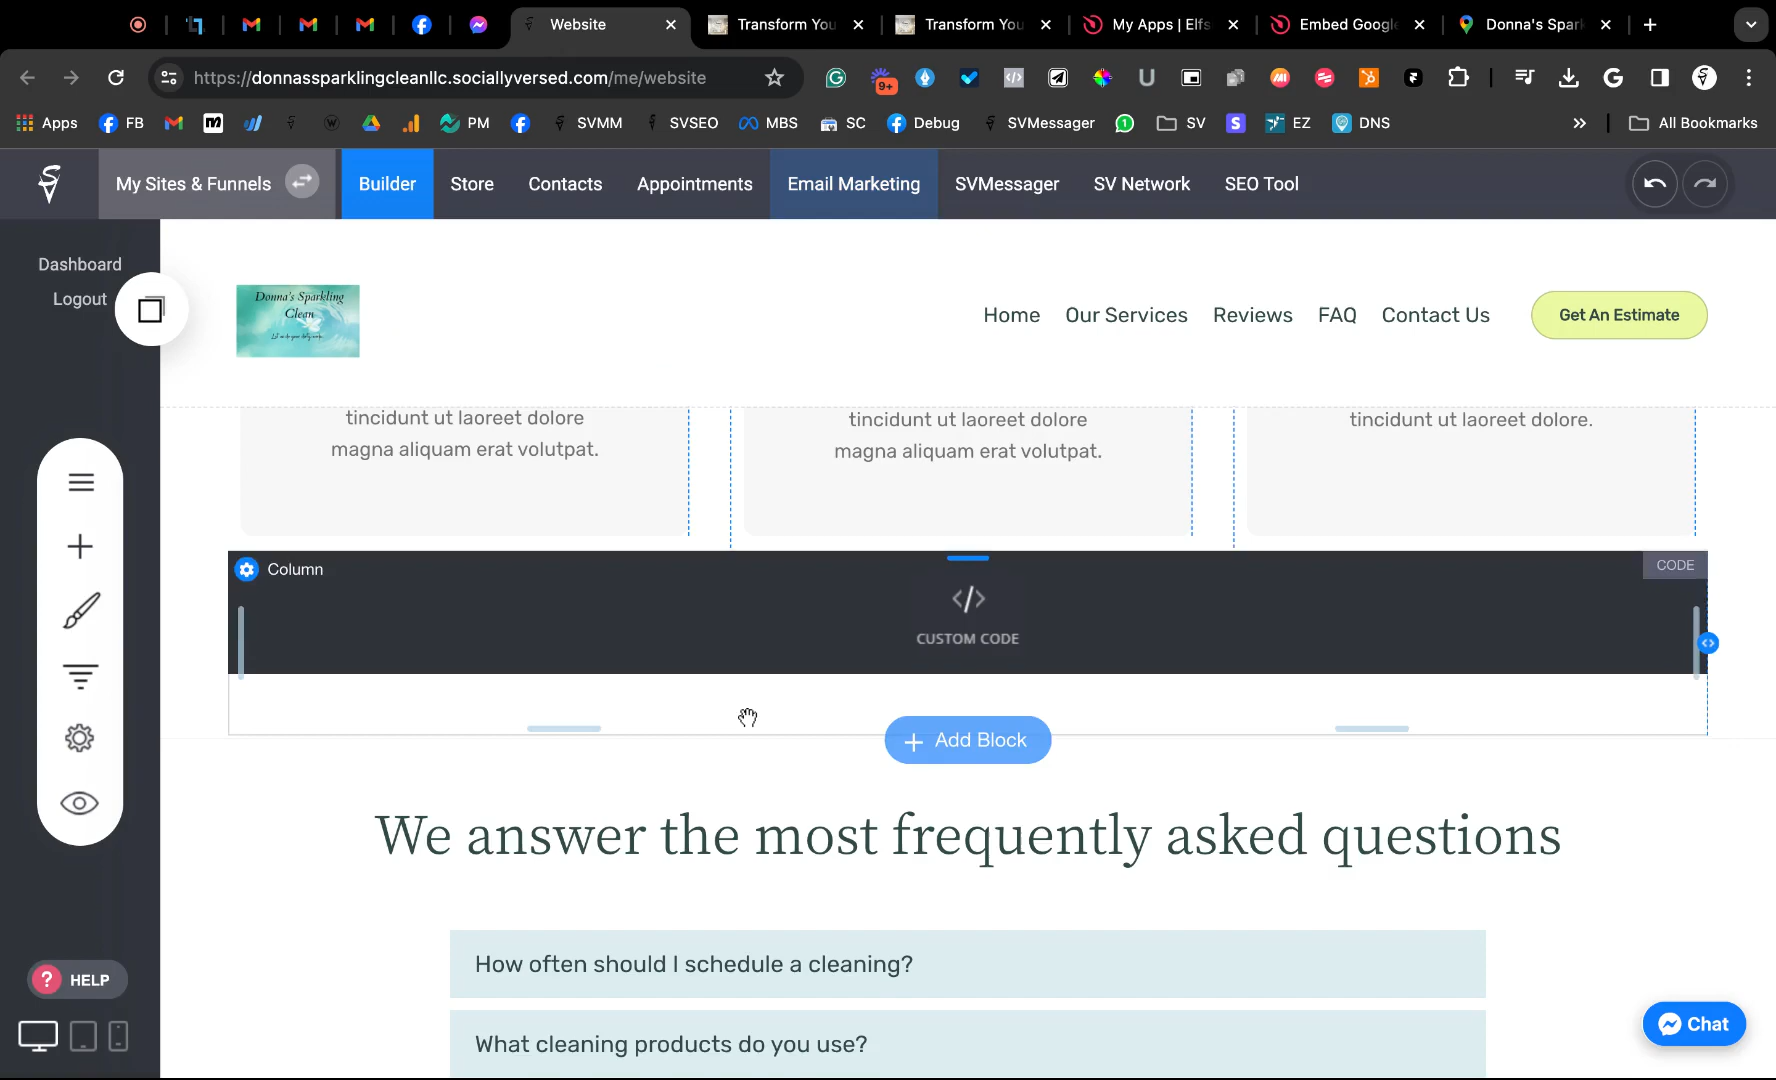 Website
Transform You
Transform You
My Apps | Elfs
Embed Google
Donna's Spar
https://donnassparklingcleanllc.sociallyversed.com/me/website
9+
Apps
FB
PM
SVMM
SVSEO
MBS
SC
Debug
SVMessager
1
SV
EZ
DNS
All Bookmarks
My Sites & Funnels
Builder
Store
Contacts
Appointments
Email Marketing
SVMessager
SV Network
SEO Tool
Dashboard
Logout
Donna's Sparkling
Clean
Home
Our Services
Reviews
FAQ
Contact Us
Get An Estimate
tincidunt ut laoreet dolore
magna aliquam erat volutpat.
tincidunt ut laoreet dolore
magna aliquam erat volutpat.
tincidunt ut laoreet dolore.
Column
CODE
CUSTOM CODE
Add Block
We answer the most frequently asked questions
How often should I schedule a cleaning?
What cleaning products do you use?
? HELP
Chat